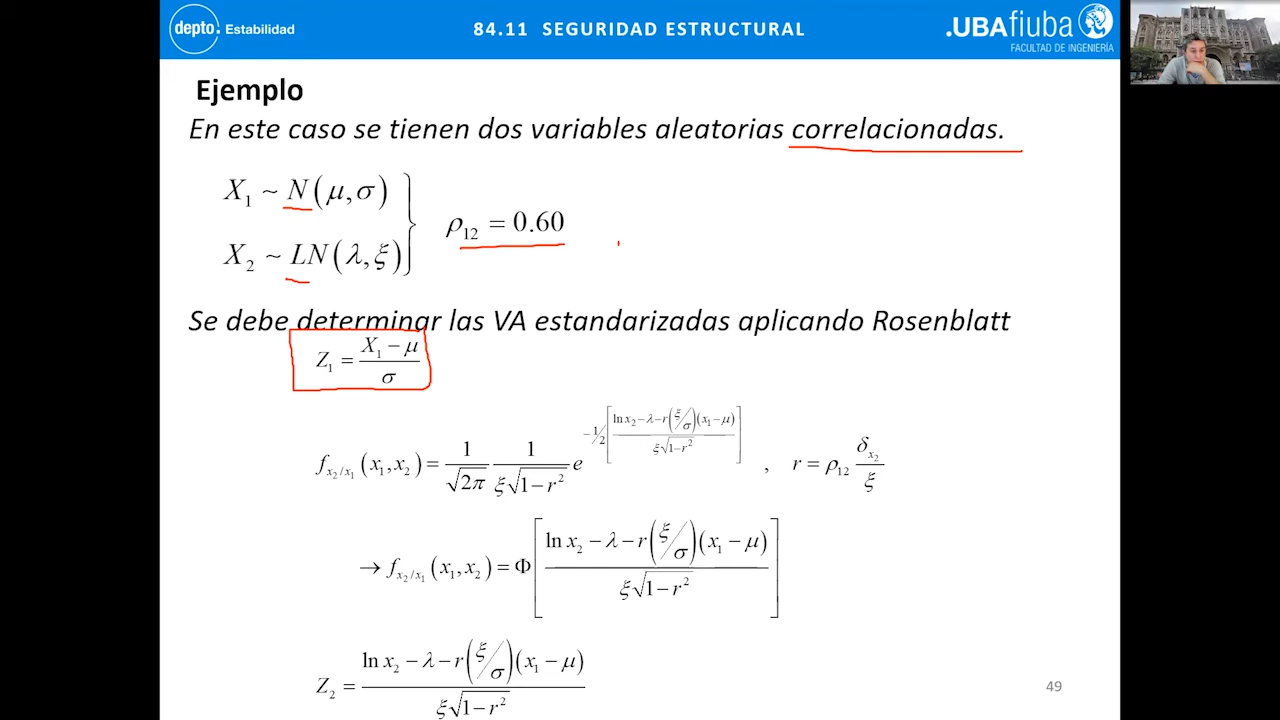 depto. Estabilidad
84.11 SEGURIDAD ESTRUCTURAL
.UBAfiuba
FACULTAD DE INGENIERÍA
Ejemplo
En este caso se tienen dos variables aleatorias correlacionadas.
X₁ ~ N(μ,σ)
X₂ ~ LN(λ,ξ)
ρ₁₂ = 0.60
Se debe determinar las VA estandarizadas aplicando Rosenblatt
Z₁ = (X₁ − μ)/σ
f_{x₂/x₁}(x₁,x₂) = 1/√(2π) 1/(ξ√(1−r²)) e^{−1/2[(ln x₂−λ−r(ξ/σ)(x₁−μ))/(ξ√(1−r²))]} , r = ρ₁₂ δ_{x₂}/ξ
→ f_{x₂/x₁}(x₁,x₂) = Φ[(ln x₂ − λ − r(ξ/σ)(x₁ − μ))/(ξ√(1−r²))]
Z₂ = (ln x₂ − λ − r(ξ/σ)(x₁ − μ))/(ξ√(1−r²))
49